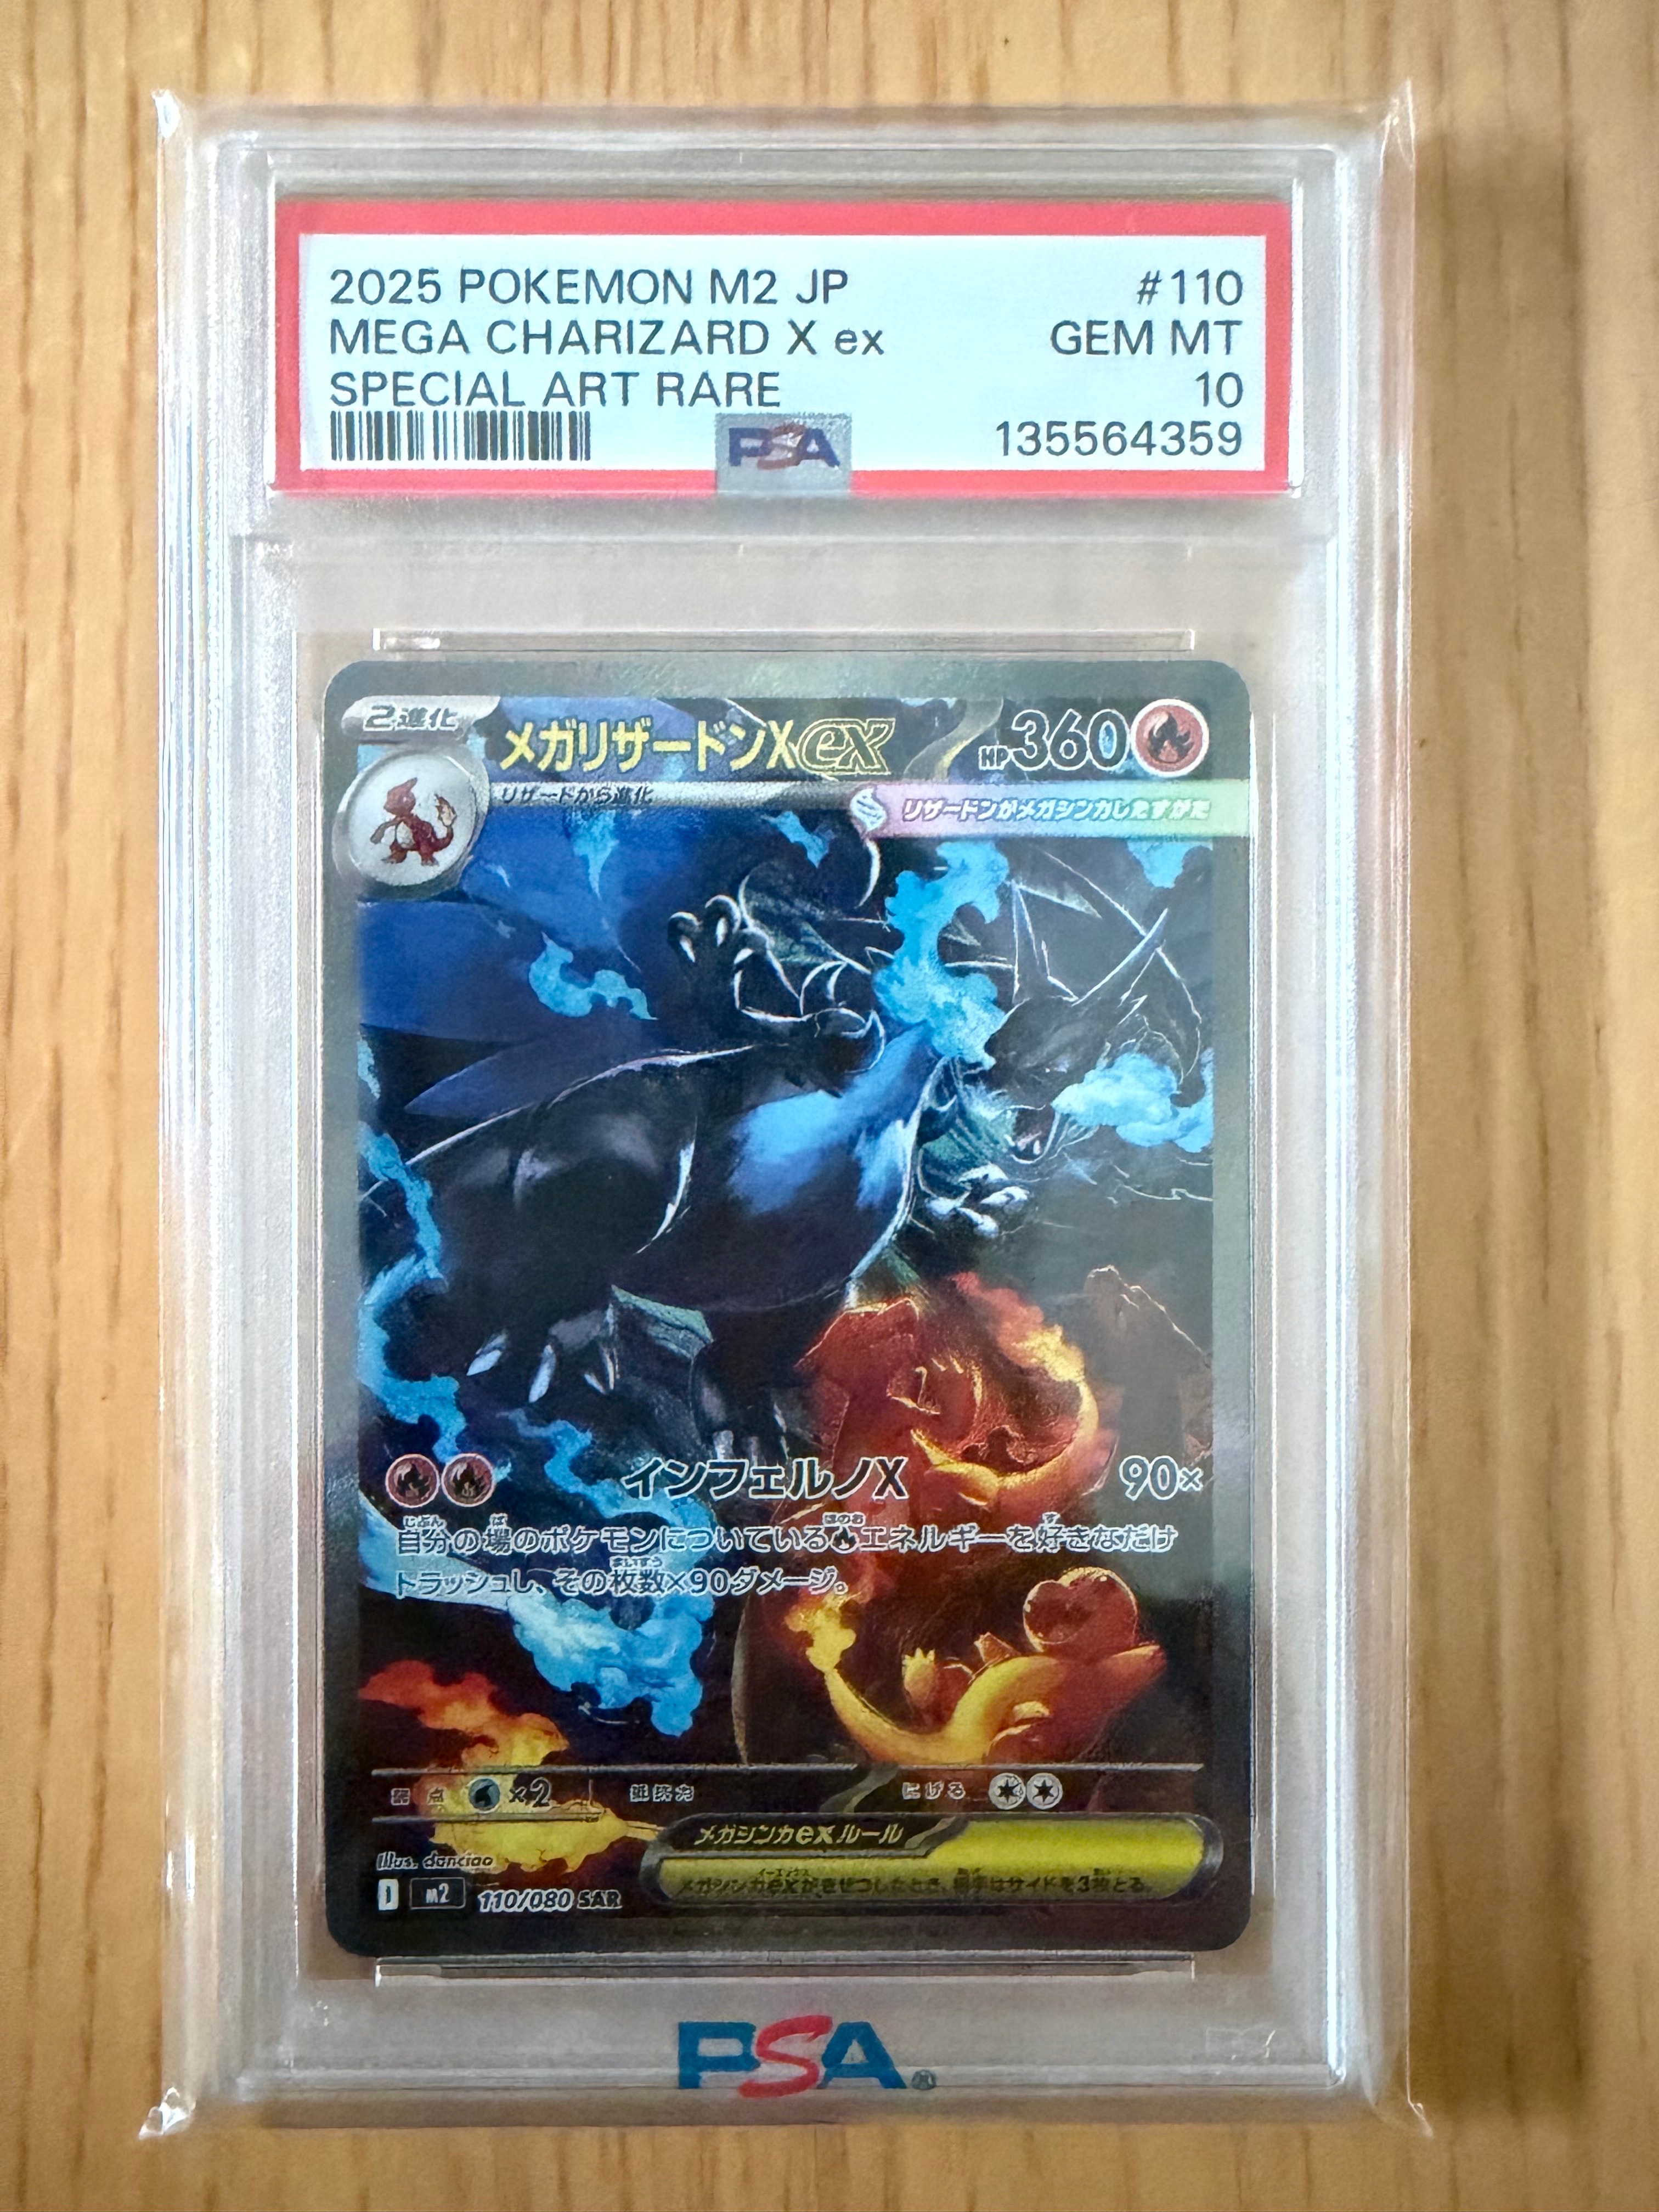 2025 POKEMON M2 JP #110
MEGA CHARIZARD X ex GEM MT
SPECIAL ART RARE 10
PSA 135564359
2進化 メガリザードンXex HP360
リザードから進化
リザードンがメガシンカしたすがた
インフェルノX 90×
自分の場のポケモンについているエネルギーを好きなだけ
トラッシュし、その枚数×90ダメージ。
弱点 ×2 抵抗力 にげる
メガシンカexルール
メガシンカexがきぜつしたとき、相手はサイドを3枚とる。
Illus. danciao
I m2 110/080 SAR
PSA